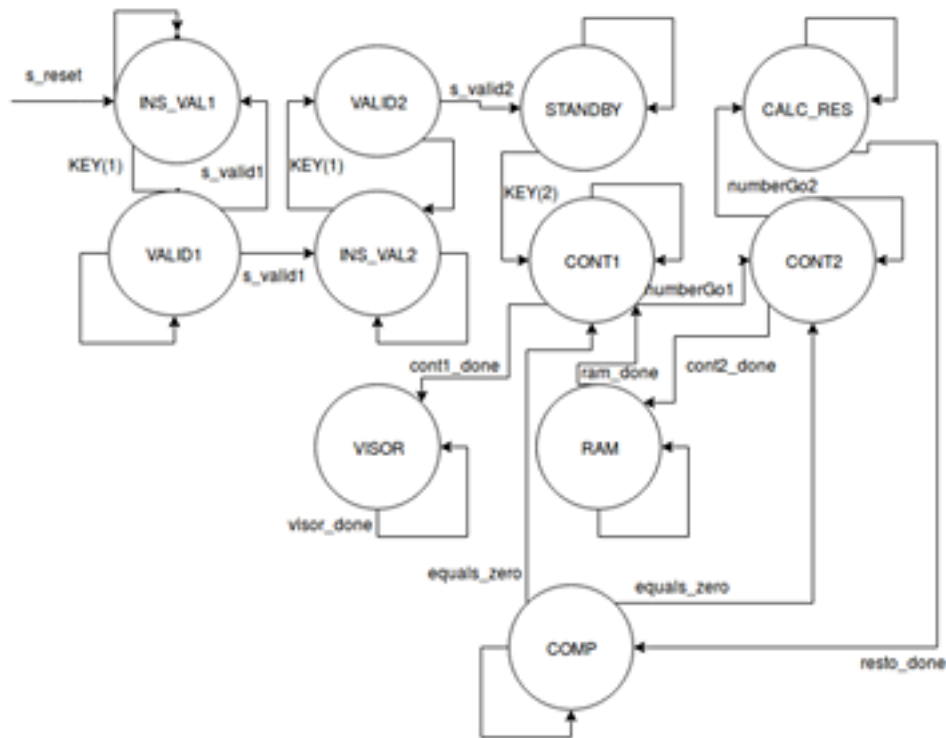 s_reset
INS_VAL1
VALID2
s_valid2
STANDBY
CALC_RES
KEY(1)
s_valid1
KEY(1)
KEY(2)
numberGo2
VALID1
s_valid1
INS_VAL2
CONT1
numberGo1
CONT2
cont1_done
ram_done
cont2_done
VISOR
RAM
visor_done
equals_zero
equals_zero
COMP
resto_done